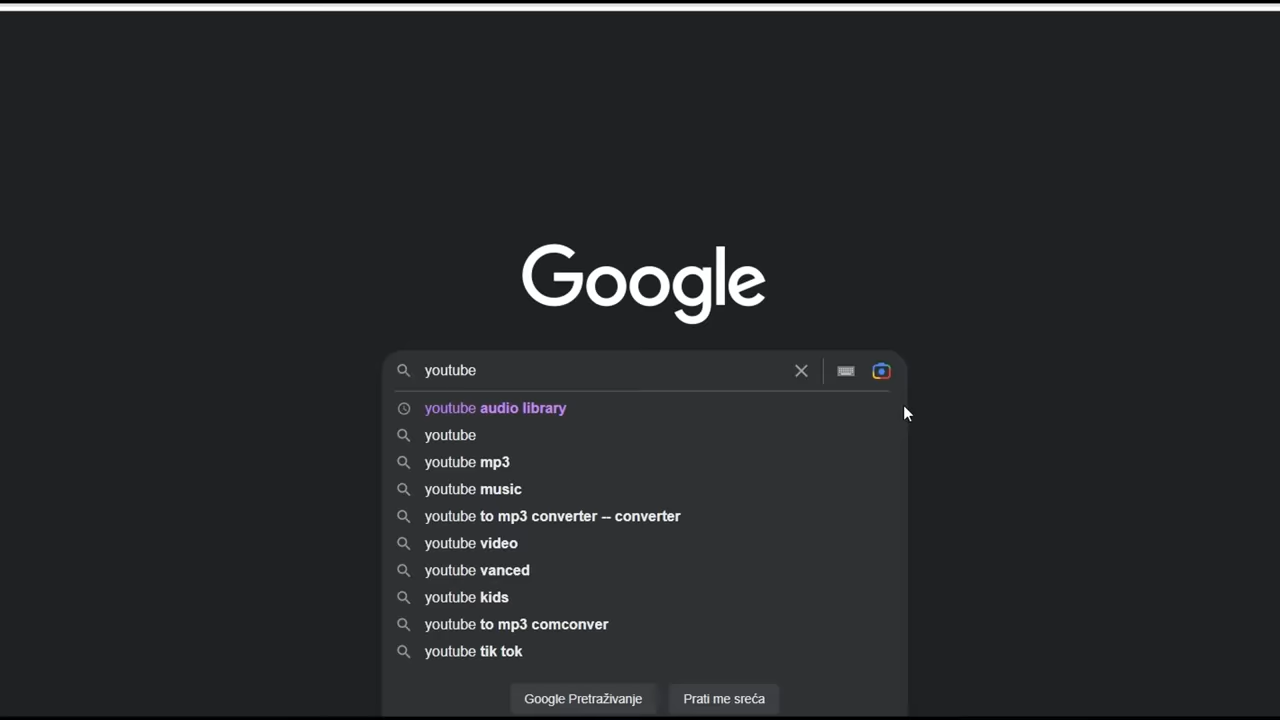 Google
youtube
youtube audio library
youtube
youtube mp3
youtube music
youtube to mp3 converter -- converter
youtube video
youtube vanced
youtube kids
youtube to mp3 comconver
youtube tik tok
Google Pretraživanje
Prati me sreća